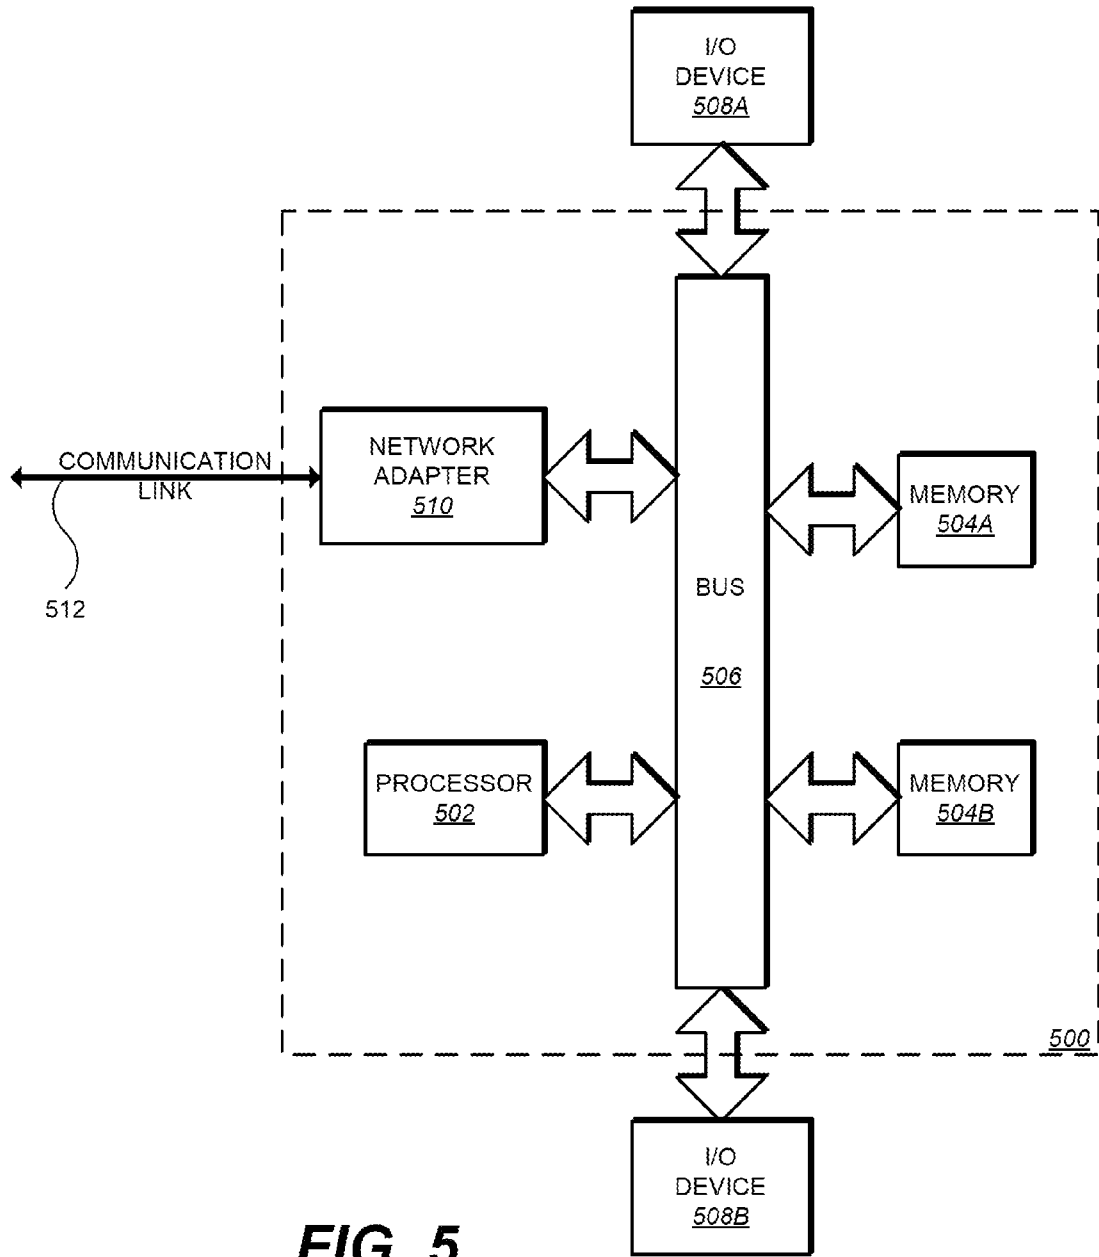 I/O
DEVICE
508A
NETWORK
ADAPTER
510
COMMUNICATION
LINK
512
MEMORY
504A
BUS
506
PROCESSOR
502
MEMORY
504B
500
I/O
DEVICE
508B
FIG. 5